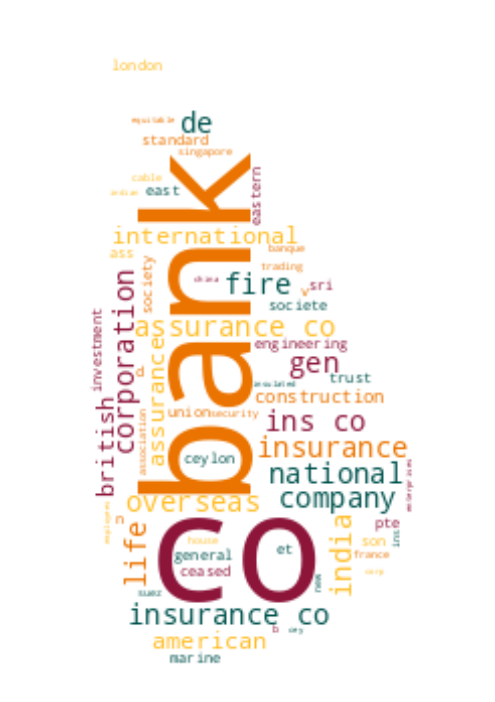 london
equitable
de
standard
singapore
cable
indian
east
eastern
bank
international
banque
ass
trading
china
fire
v
sri
society
societe
corporation
investment
assurance co
assurance
engineering
gen
d
trust
insulated
construction
british
association
union
security
ins co
insurance
ceylon
national
enterprises
overseas
company
employees
n
co
life
house
general
et
ceased
india
pte
son
ins
france
corp
new
suez
insurance co
b
cey
american
marine